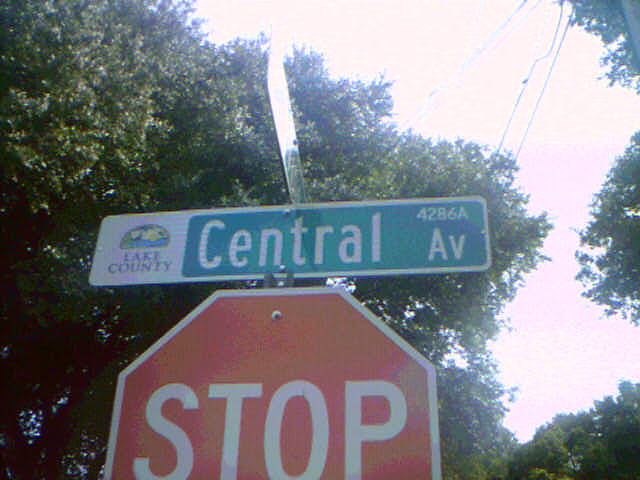 LAKE
COUNTY
Central
4286A
Av
STOP